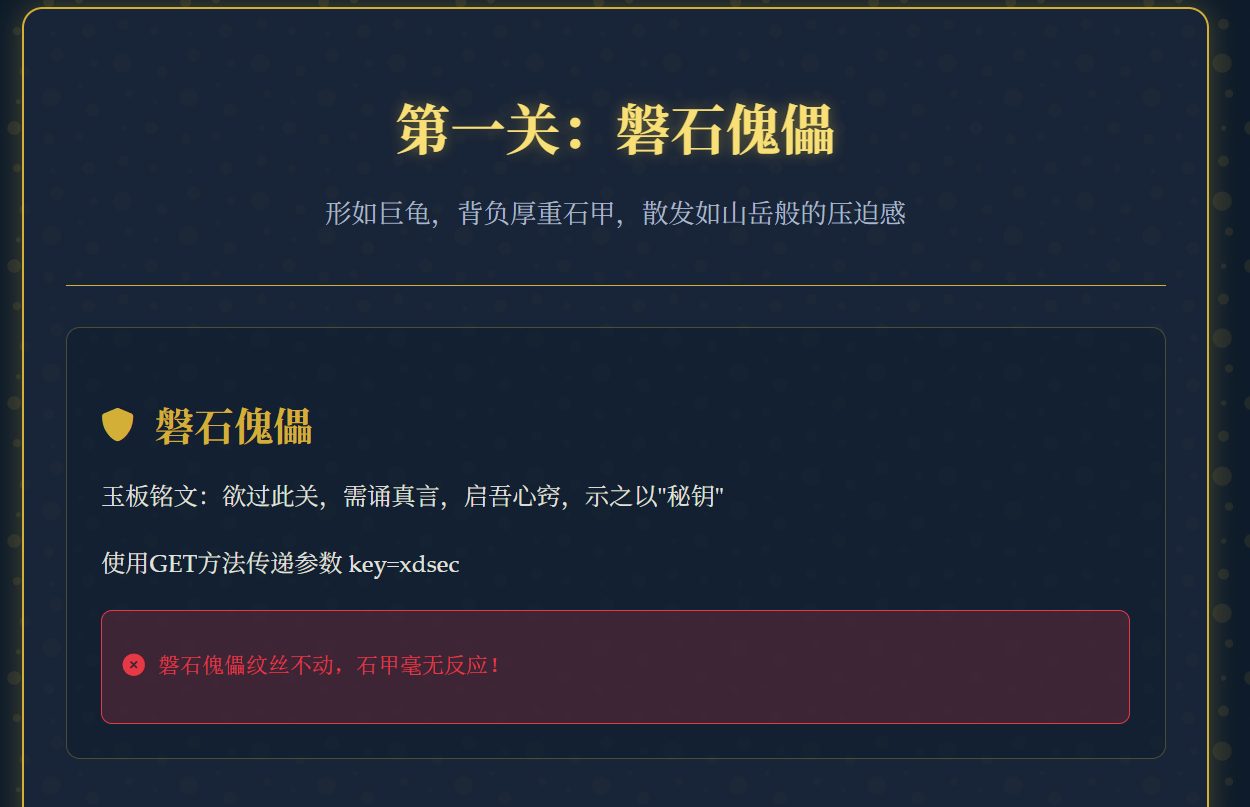 第一关：磐石傀儡
形如巨龟，背负厚重石甲，散发如山岳般的压迫感
磐石傀儡
玉板铭文：欲过此关，需诵真言，启吾心窍，示之以"秘钥"
使用GET方法传递参数 key=xdsec
磐石傀儡纹丝不动，石甲毫无反应！